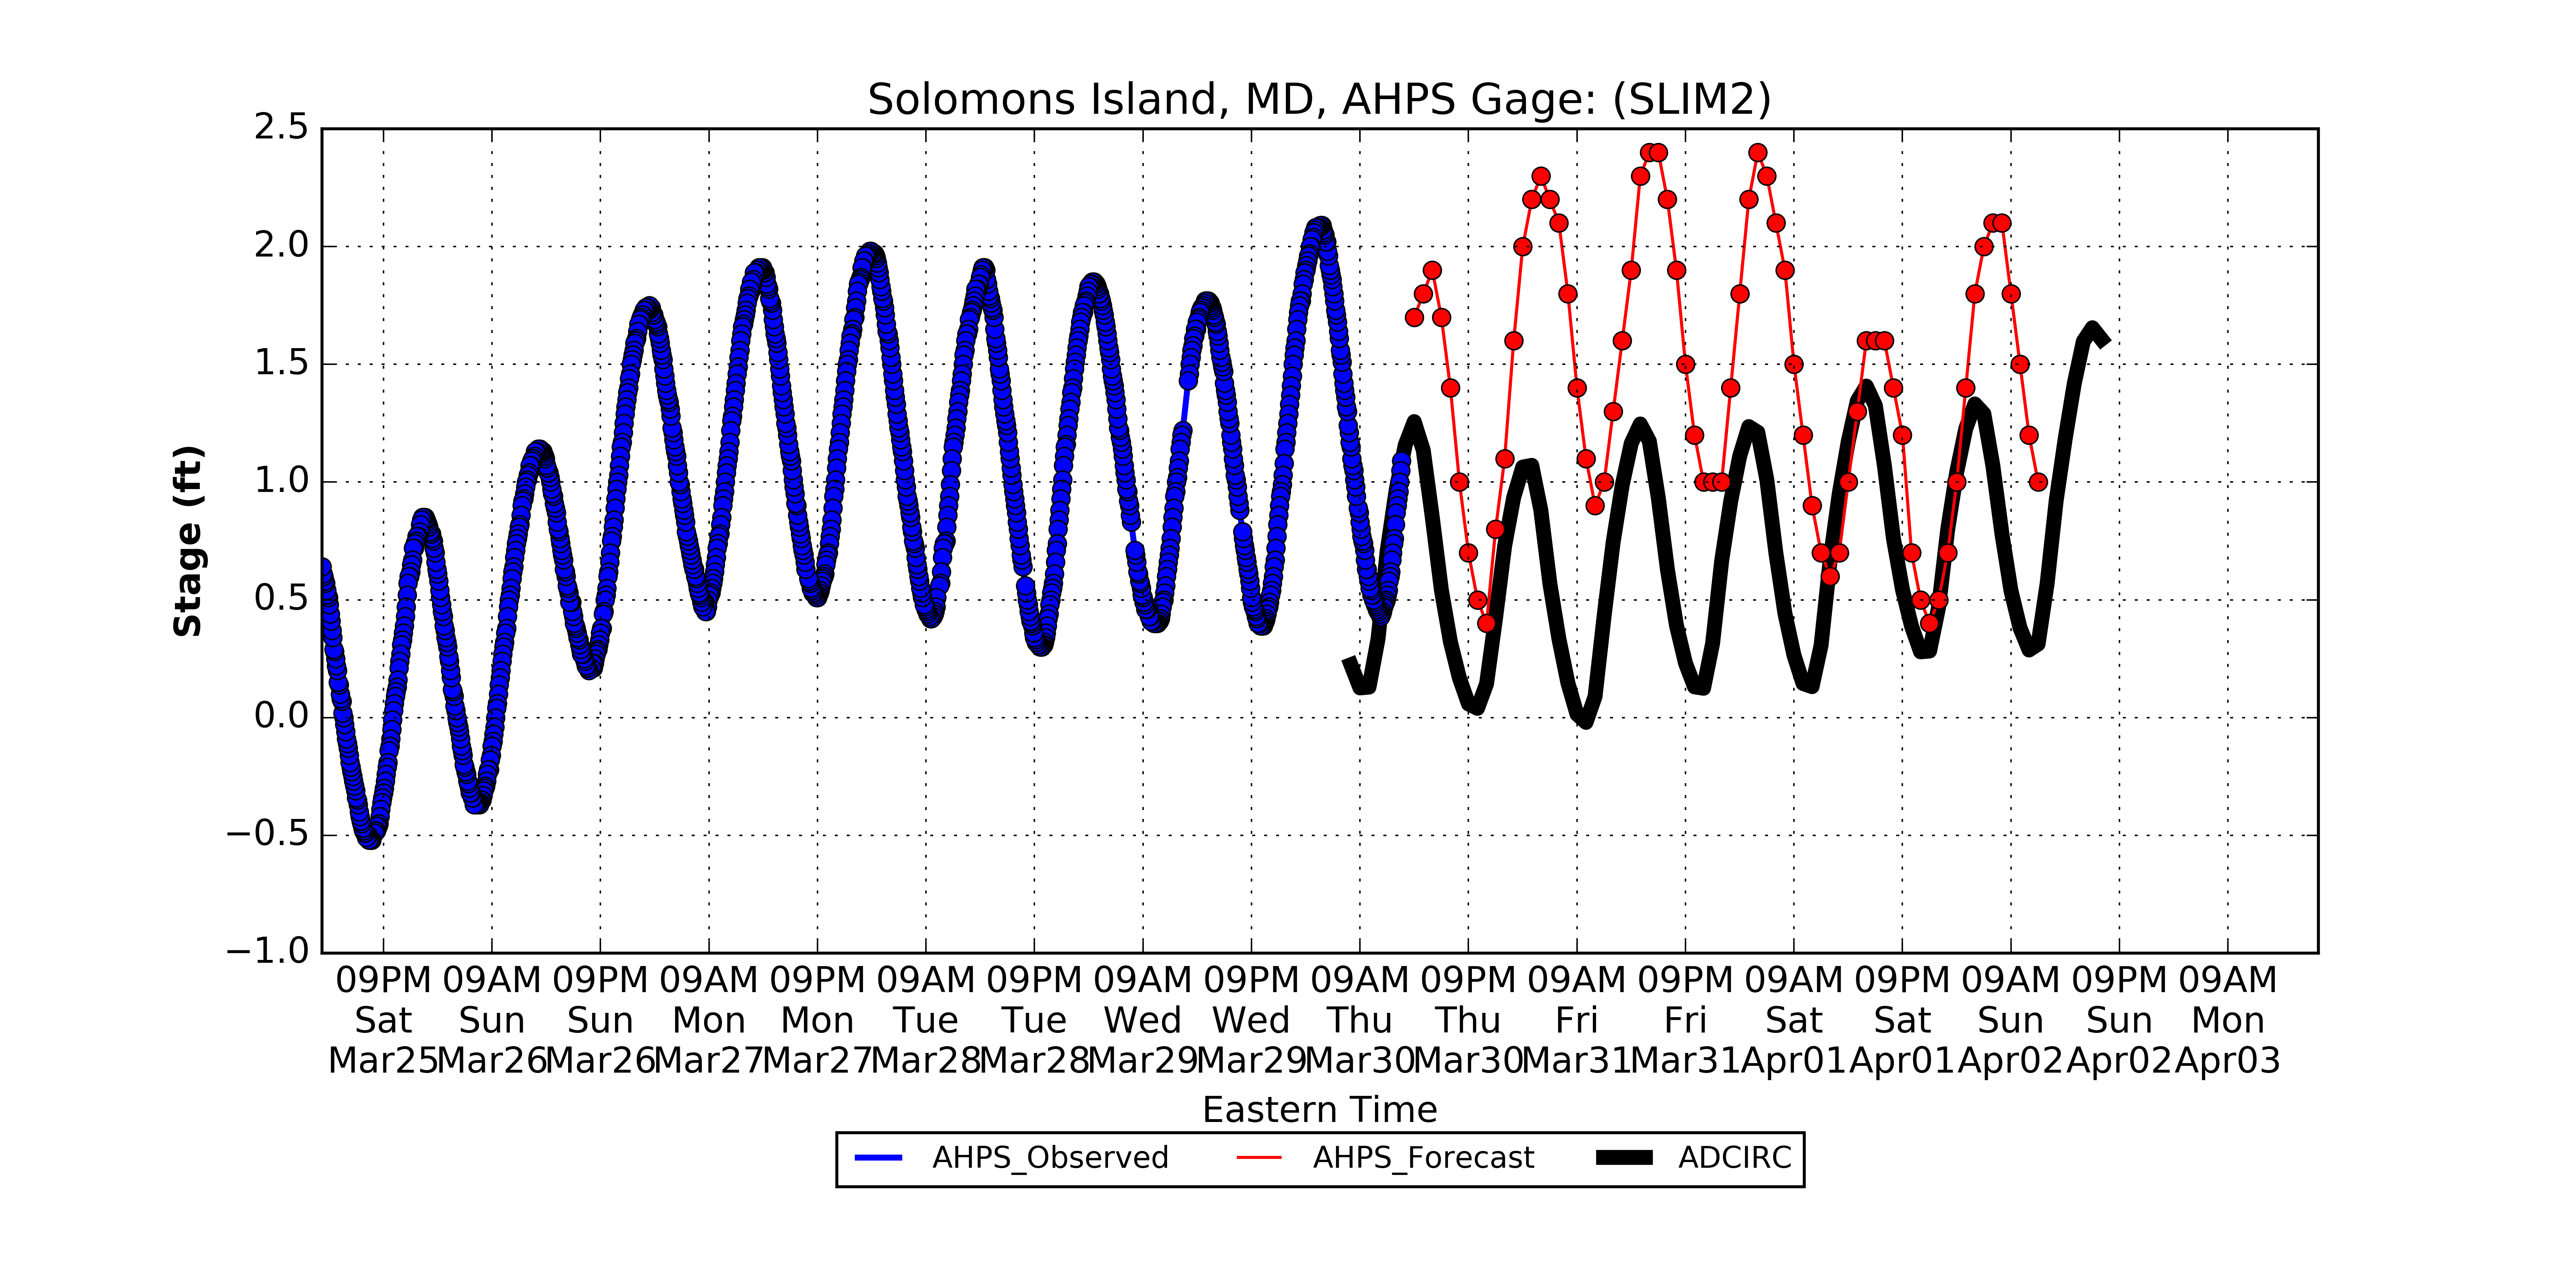 Solomons Island, MD, AHPS Gage: (SLIM2)
2.5
2.0
1.5
1.0
0.5
0.0
−0.5
−1.0
Stage (ft)
09PM 09AM 09PM 09AM 09PM 09AM 09PM 09AM 09PM 09AM 09PM 09AM 09PM 09AM 09PM 09AM 09PM 09AM
Sat Sun Sun Mon Mon Tue Tue Wed Wed Thu Thu Fri Fri Sat Sat Sun Sun Mon
Mar25 Mar26 Mar26 Mar27 Mar27 Mar28 Mar28 Mar29 Mar29 Mar30 Mar30 Mar31 Mar31 Apr01 Apr01 Apr02 Apr02 Apr03
Eastern Time
AHPS_Observed AHPS_Forecast ADCIRC